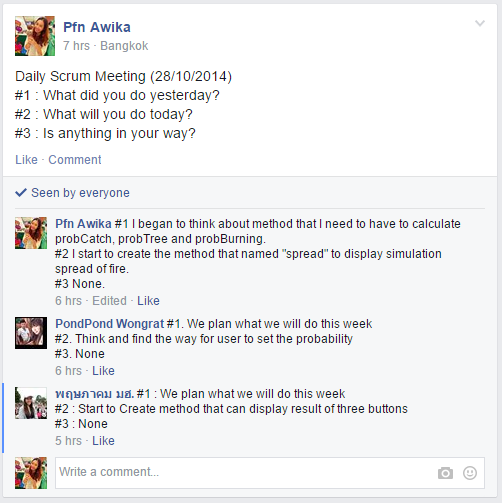 Pfn Awika
7 hrs · Bangkok
Daily Scrum Meeting (28/10/2014)
#1 : What did you do yesterday?
#2 : What will you do today?
#3 : Is anything in your way?
Like · Comment
Seen by everyone
Pfn Awika #1 I began to think about method that I need to have to calculate
probCatch, probTree and probBurning.
#2 I start to create the method that named "spread" to display simulation
spread of fire.
#3 None.
6 hrs · Edited · Like
PondPond Wongrat #1. We plan what we will do this week
#2. Think and find the way for user to set the probability
#3. None
6 hrs · Like
พฤษภาคม มฮ. #1 : We plan what we will do this week
#2 : Start to Create method that can display result of three buttons
#3 : None
5 hrs · Like
Write a comment...